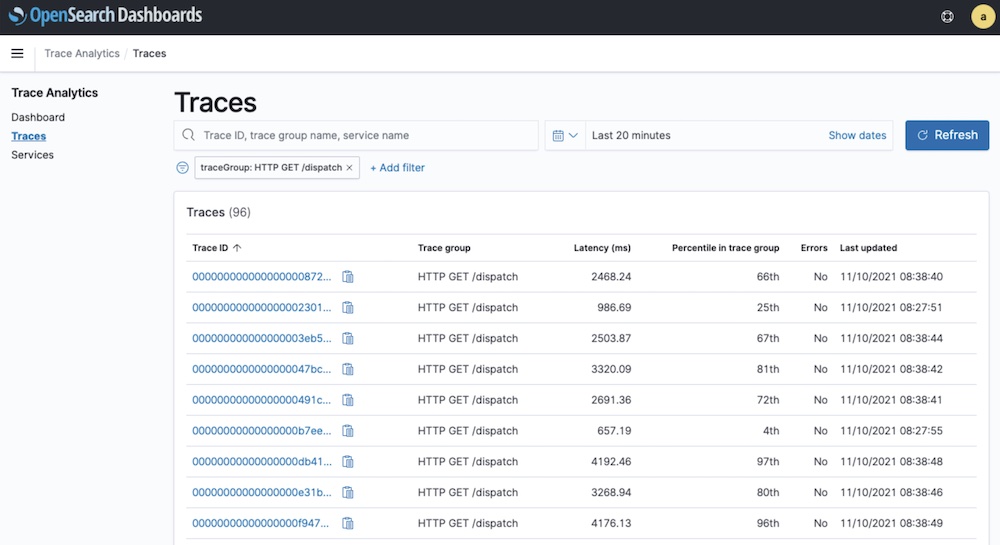 OpenSearch Dashboards
a
Trace Analytics / Traces
Trace Analytics
Dashboard
Traces
Services
Traces
Trace ID, trace group name, service name
Last 20 minutes
Show dates
Refresh
traceGroup: HTTP GET /dispatch ×
+ Add filter
Traces (96)
Trace ID ↑ Trace group Latency (ms) Percentile in trace group Errors Last updated
000000000000000000872... HTTP GET /dispatch 2468.24 66th No 11/10/2021 08:38:40
000000000000000002301... HTTP GET /dispatch 986.69 25th No 11/10/2021 08:27:51
000000000000000003eb5... HTTP GET /dispatch 2503.87 67th No 11/10/2021 08:38:44
0000000000000000047bc... HTTP GET /dispatch 3320.09 81th No 11/10/2021 08:38:42
00000000000000000491c... HTTP GET /dispatch 2691.36 72th No 11/10/2021 08:38:41
00000000000000000b7ee... HTTP GET /dispatch 657.19 4th No 11/10/2021 08:27:55
00000000000000000db41... HTTP GET /dispatch 4192.46 97th No 11/10/2021 08:38:48
00000000000000000e31b... HTTP GET /dispatch 3268.94 80th No 11/10/2021 08:38:46
00000000000000000f947... HTTP GET /dispatch 4176.13 96th No 11/10/2021 08:38:49